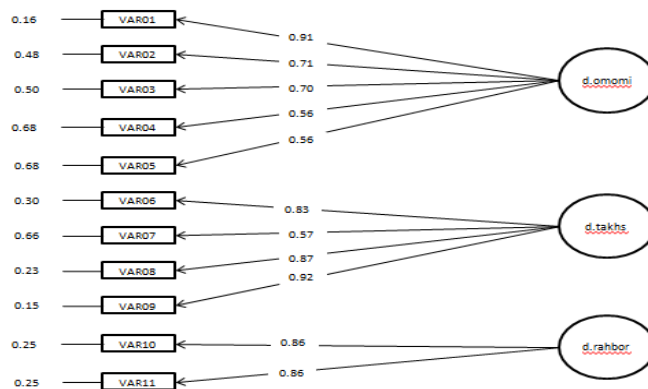 0.16 VAR01
0.91
0.48 VAR02
0.71
d.omomi
0.50 VAR03
0.70
0.56
0.68 VAR04
0.56
0.68 VAR05
0.30 VAR06
0.83
d.takhs
0.66 VAR07
0.57
0.87
0.23 VAR08
0.92
0.15 VAR09
0.25 VAR10
0.86
d.rahbor
0.86
0.25 VAR11